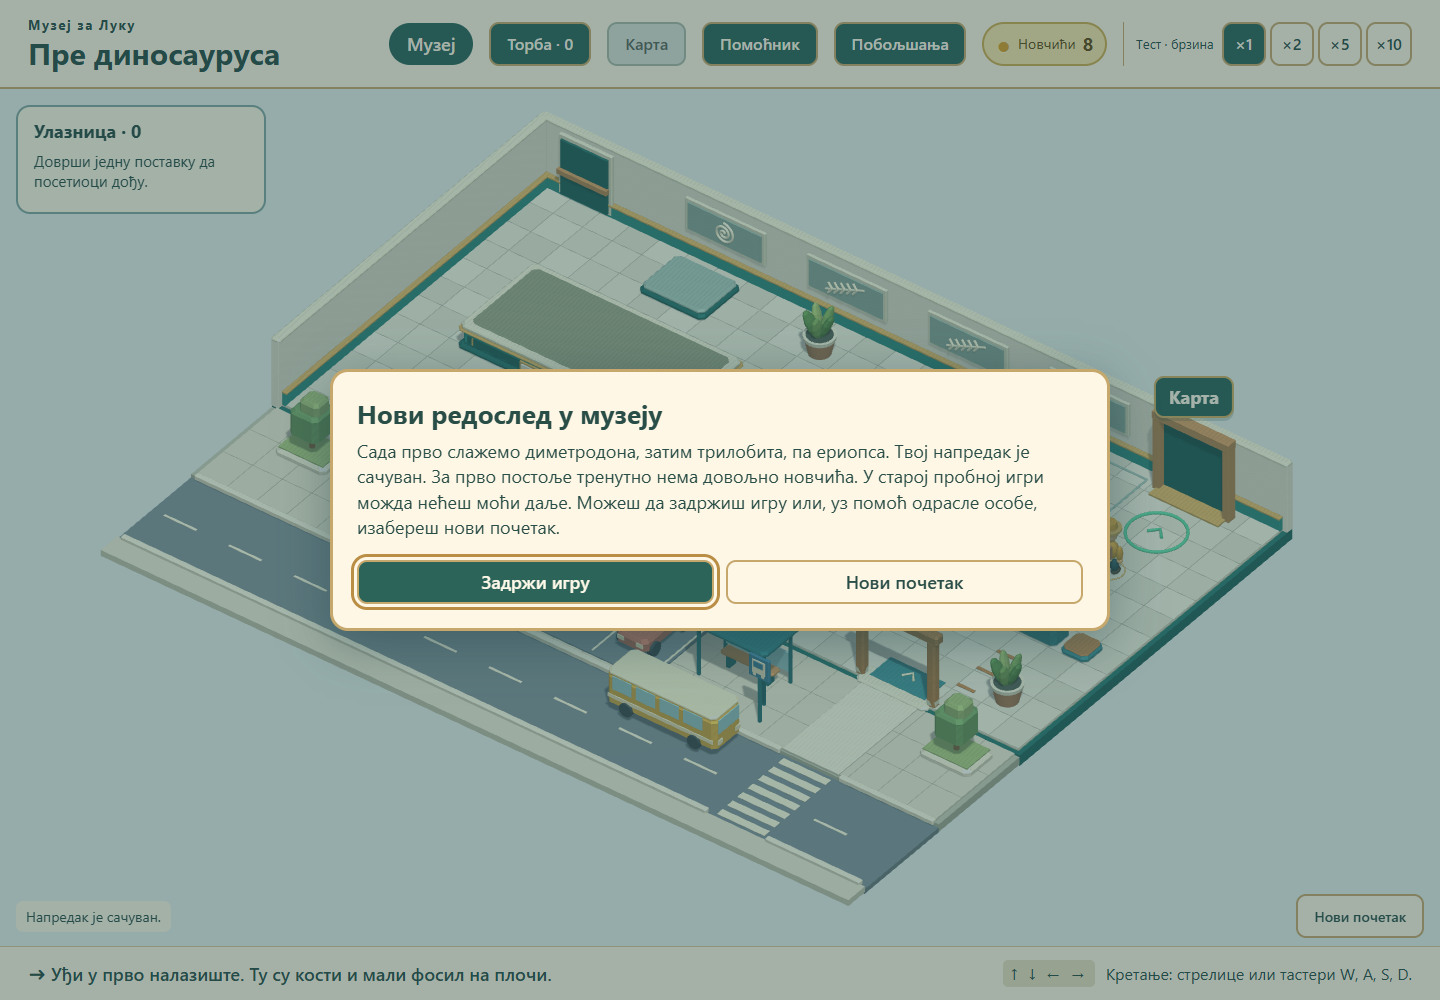 Музеј за Луку
Пре диносауруса
Музеј
Торба · 0
Карта
Помоћник
Побољшања
Новчићи 8
Тест · брзина
×1
×2
×5
×10
Улазница · 0
Доврши једну поставку да
посетиоци дођу.
Карта
Нови редослед у музеју
Сада прво слажемо диметродона, затим трилобита, па ериопса. Твој напредак је
сачуван. За прво постоље тренутно нема довољно новчића. У старој пробној игри
можда нећеш моћи даље. Можеш да задржиш игру или, уз помоћ одрасле особе,
изабереш нови почетак.
Задржи игру
Нови почетак
Напредак је сачуван.
Нови почетак
→ Уђи у прво налазиште. Ту су кости и мали фосил на плочи.
↑ ↓ ← → Кретање: стрелице или тастери W, A, S, D.